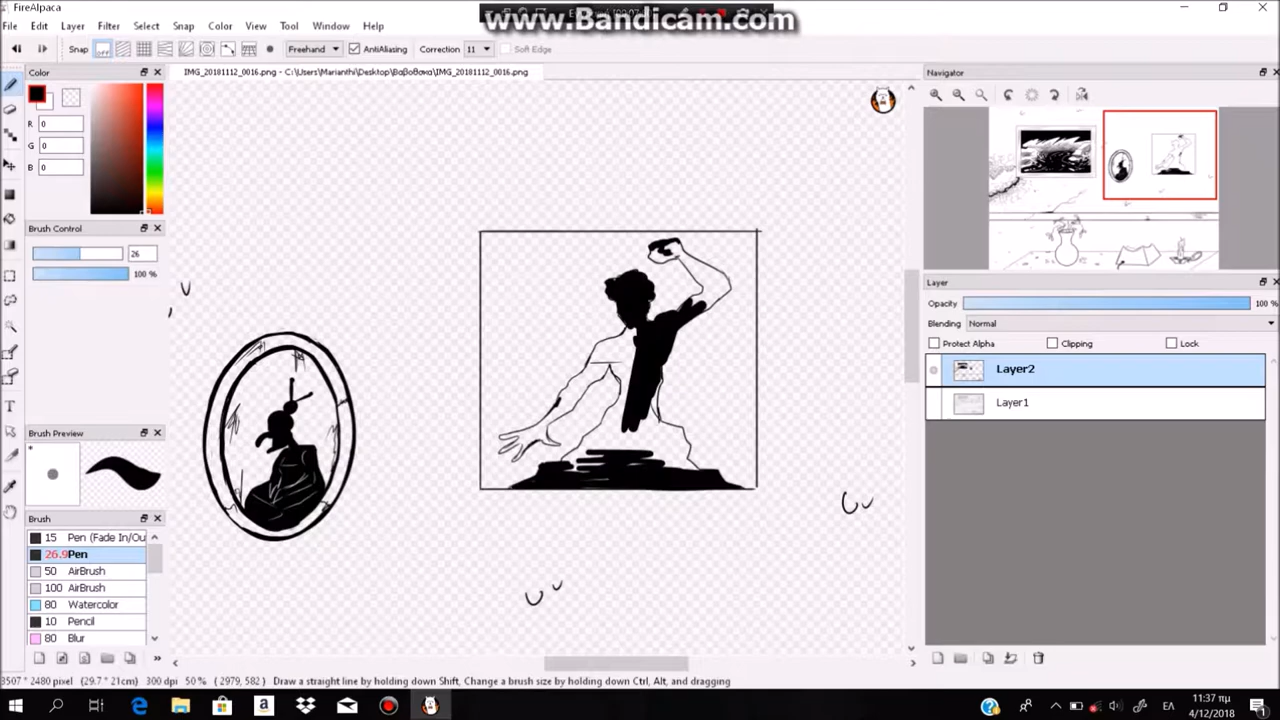 FireAlpaca
www.Bandicam.com
Edit Layer Filter Select Snap Color View Tool Window Help
Snap Freehand AntiAliasing Correction 11 Soft Edge
IMG_20181112_0016.png - C:\Users\Marianthi\Desktop\Βαβοθανα\IMG_20181112_0016.png
Color
R 0
G 0
B 0
Brush Control
26
100 %
Brush Preview
Brush
15 Pen (Fade In/Ou
26.9 Pen
50 AirBrush
100 AirBrush
80 Watercolor
10 Pencil
80 Blur
Navigator
Layer
Opacity 100 %
Blending Normal
Protect Alpha Clipping Lock
Layer2
Layer1
3507 * 2480 pixel (29.7 * 21cm) 300 dpi 50 % ( 2979, 582 ) Draw a straight line by holding down Shift, Change a brush size by holding down Ctrl, Alt, and dragging
ΕΛ
11:37 πμ
4/12/2018